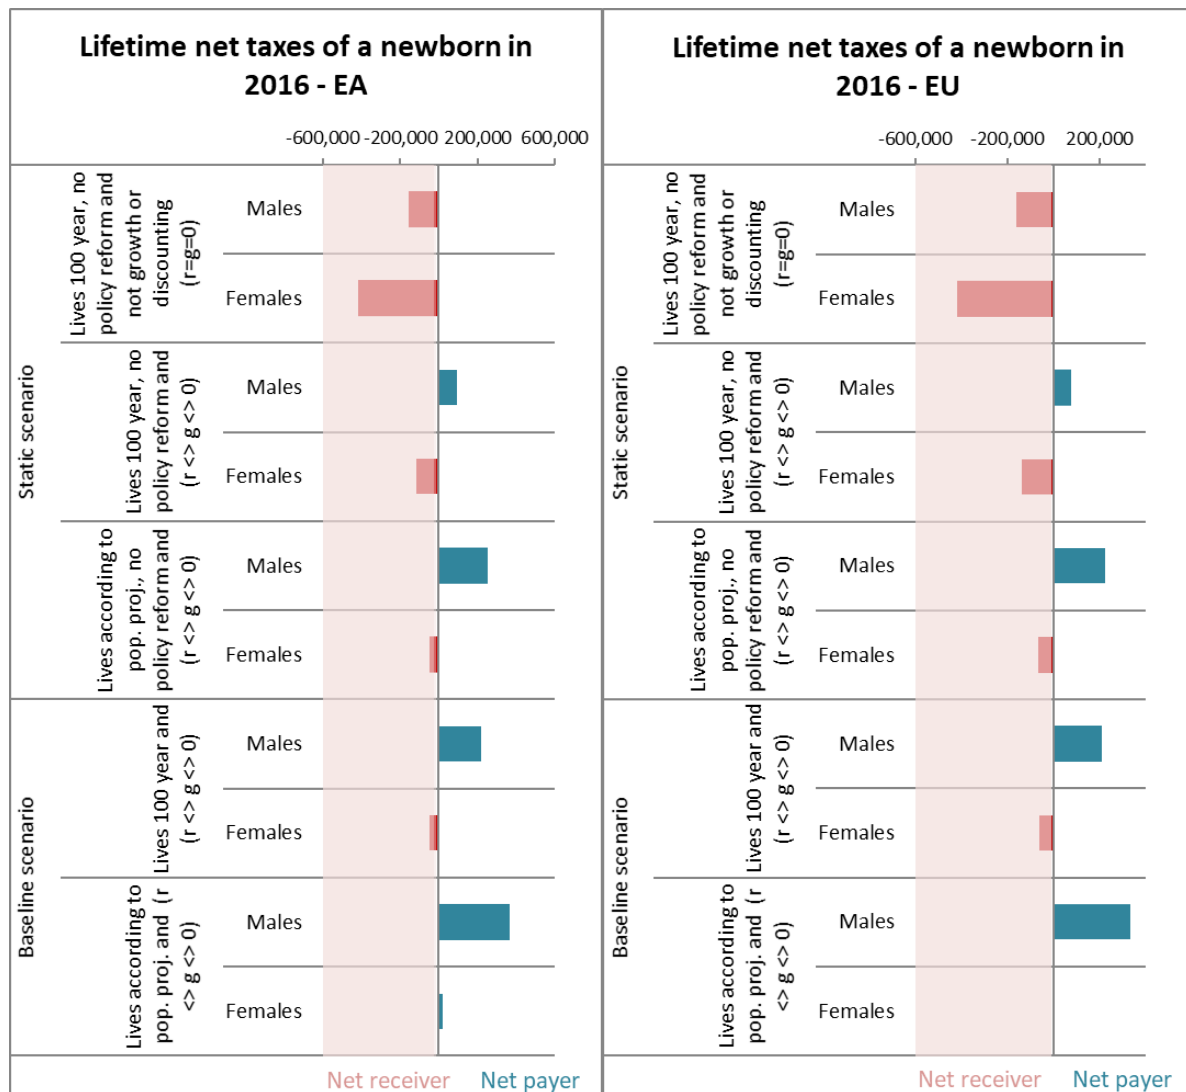 Lifetime net taxes of a newborn in
2016 - EA
-600,000 -200,000 200,000 600,000
Static scenario
Lives 100 year, no
policy reform and
not growth or
discounting
(r=g=0)
Males
Females
Lives 100 year, no
policy reform and
(r <> g <> 0)
Males
Females
Lives according to
pop. proj., no
policy reform and
(r <> g <> 0)
Males
Females
Baseline scenario
Lives 100 year and
(r <> g <> 0)
Males
Females
Lives according to
pop. proj. and (r
<> g <> 0)
Males
Females
Net receiver Net payer
Lifetime net taxes of a newborn in
2016 - EU
-600,000 -200,000 200,000
Static scenario
Lives 100 year, no
policy reform and
not growth or
discounting
(r=g=0)
Males
Females
Lives 100 year, no
policy reform and
(r <> g <> 0)
Males
Females
Lives according to
pop. proj., no
policy reform and
(r <> g <> 0)
Males
Females
Baseline scenario
Lives 100 year and
(r <> g <> 0)
Males
Females
Lives according to
pop. proj. and (r
<> g <> 0)
Males
Females
Net receiver Net payer